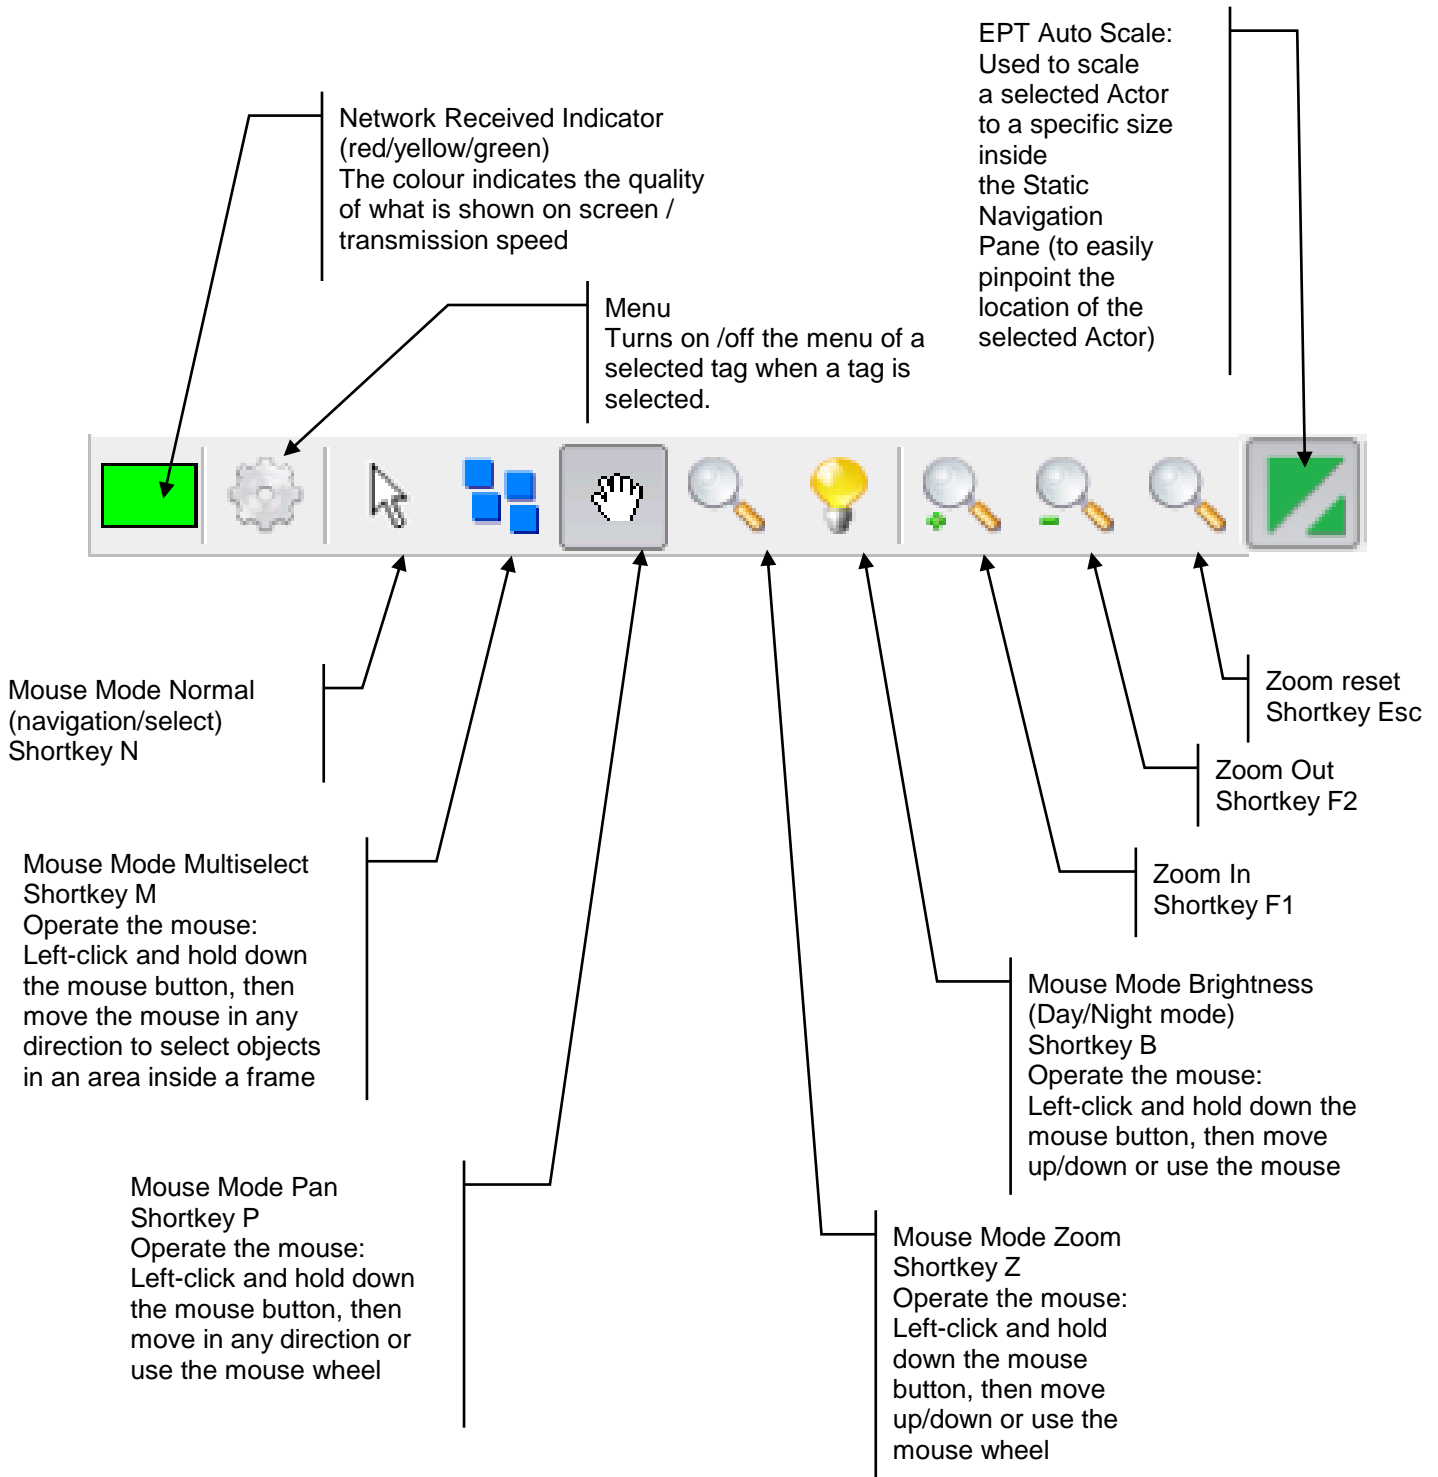 EPT Auto Scale:
Used to scale
a selected Actor
to a specific size
inside
the Static
Navigation
Pane (to easily
pinpoint the
location of the
selected Actor)
Network Received Indicator
(red/yellow/green)
The colour indicates the quality
of what is shown on screen /
transmission speed
Menu
Turns on /off the menu of a
selected tag when a tag is
selected.
Mouse Mode Normal
(navigation/select)
Shortkey N
Zoom reset
Shortkey Esc
Zoom Out
Shortkey F2
Mouse Mode Multiselect
Shortkey M
Operate the mouse:
Left-click and hold down
the mouse button, then
move the mouse in any
direction to select objects
in an area inside a frame
Zoom In
Shortkey F1
Mouse Mode Brightness
(Day/Night mode)
Shortkey B
Operate the mouse:
Left-click and hold down the
mouse button, then move
up/down or use the mouse
Mouse Mode Pan
Shortkey P
Operate the mouse:
Left-click and hold down
the mouse button, then
move in any direction or
use the mouse wheel
Mouse Mode Zoom
Shortkey Z
Operate the mouse:
Left-click and hold
down the mouse
button, then move
up/down or use the
mouse wheel